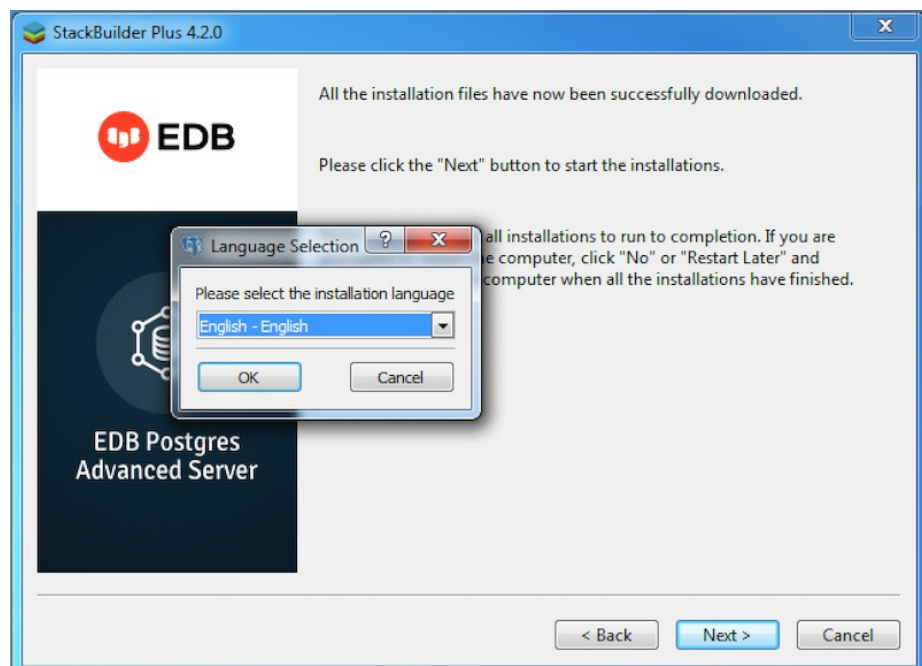 StackBuilder Plus 4.2.0
EDB
All the installation files have now been successfully downloaded.
Please click the "Next" button to start the installations.
all installations to run to completion. If you are
computer, click "No" or "Restart Later" and
computer when all the installations have finished.
Language Selection
Please select the installation language
English - English
OK
Cancel
EDB Postgres
Advanced Server
< Back
Next >
Cancel